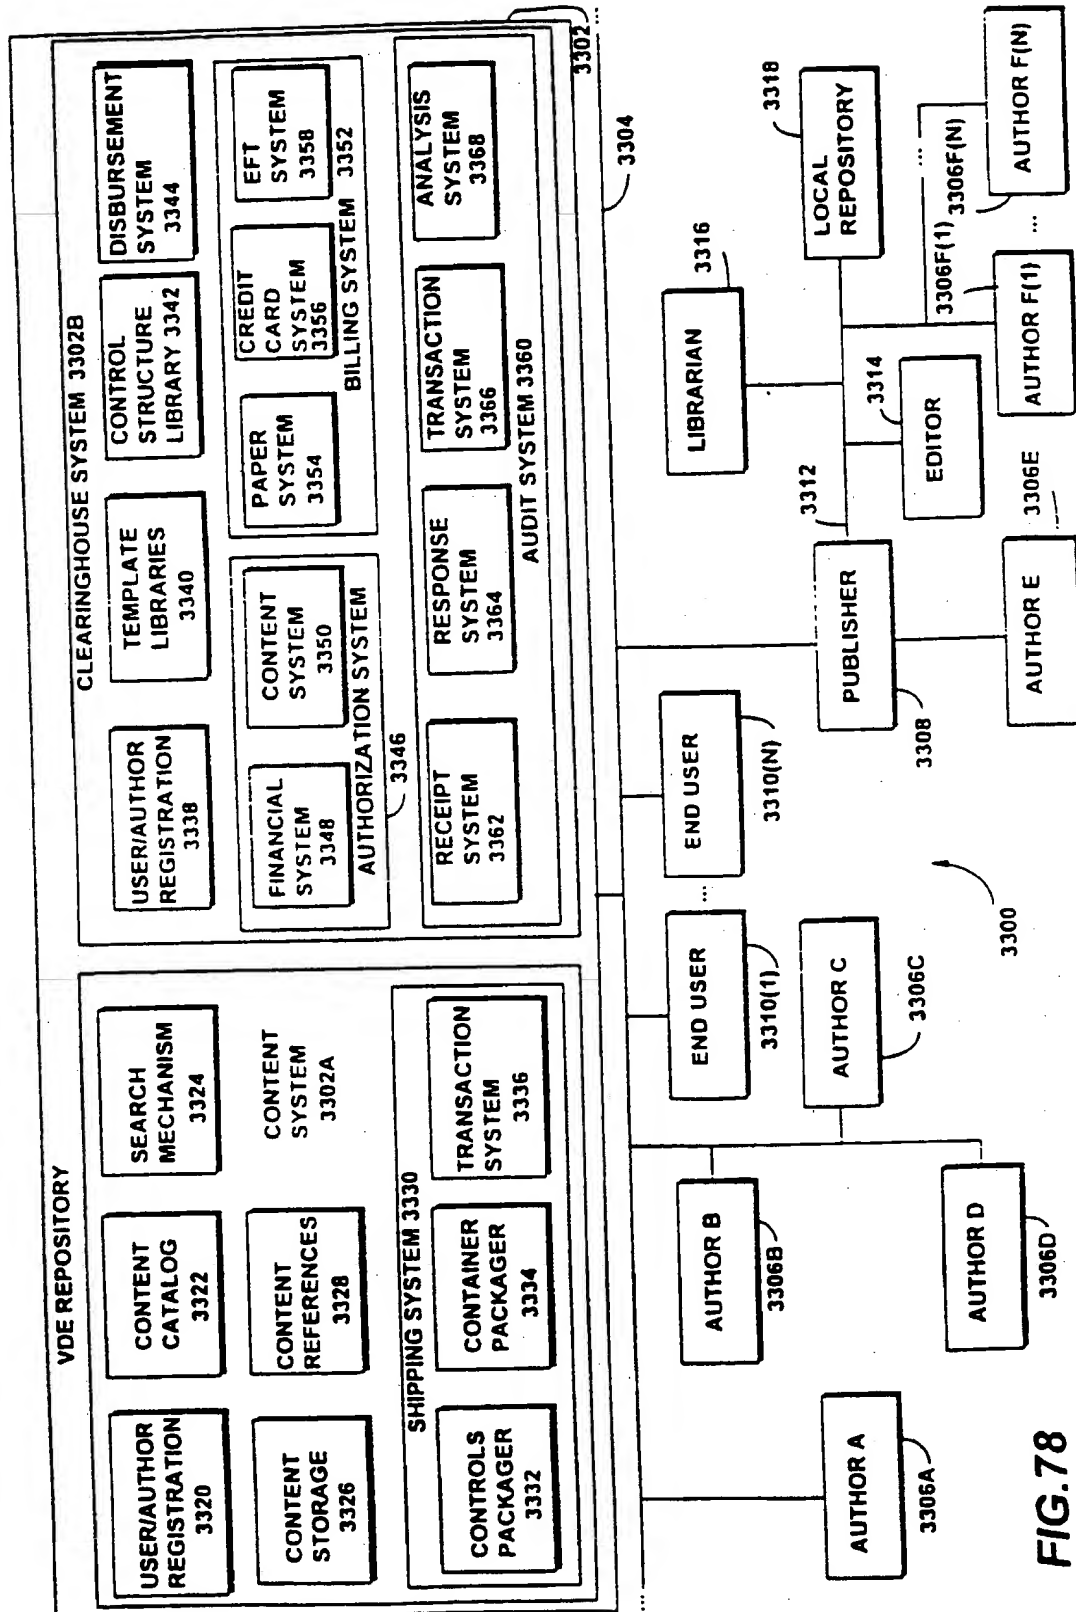 VDE REPOSITORY
3302
USER/AUTHOR
REGISTRATION
3320
CONTENT
CATALOG
3322
SEARCH
MECHANISM
3324
CONTENT
STORAGE
3326
CONTENT
REFERENCES
3328
CONTENT
SYSTEM
3302A
SHIPPING SYSTEM 3330
CONTROLS
PACKAGER
3332
CONTAINER
PACKAGER
3334
TRANSACTION
SYSTEM
3336
CLEARINGHOUSE SYSTEM 3302B
USER/AUTHOR
REGISTRATION
3338
TEMPLATE
LIBRARIES
3340
CONTROL
STRUCTURE
LIBRARY 3342
DISBURSEMENT
SYSTEM
3344
FINANCIAL
SYSTEM
3348
CONTENT
SYSTEM
3350
AUTHORIZATION SYSTEM
3346
PAPER
SYSTEM
3354
CREDIT
CARD
SYSTEM
3356
EFT
SYSTEM
3358
BILLING SYSTEM 3352
RECEIPT
SYSTEM
3362
RESPONSE
SYSTEM
3364
TRANSACTION
SYSTEM
3366
ANALYSIS
SYSTEM
3368
AUDIT SYSTEM 3360
...
...
3304
AUTHOR A
3306A
AUTHOR B
3306B
AUTHOR C
3306C
AUTHOR D
3306D
END USER
3310(1)
...
END USER
3310(N)
PUBLISHER
3308
3312
LIBRARIAN
3316
LOCAL
REPOSITORY
3318
EDITOR
3314
AUTHOR E
3306E
AUTHOR F(1)
3306F(1)
...
...
AUTHOR F(N)
3306F(N)
3300
FIG.78